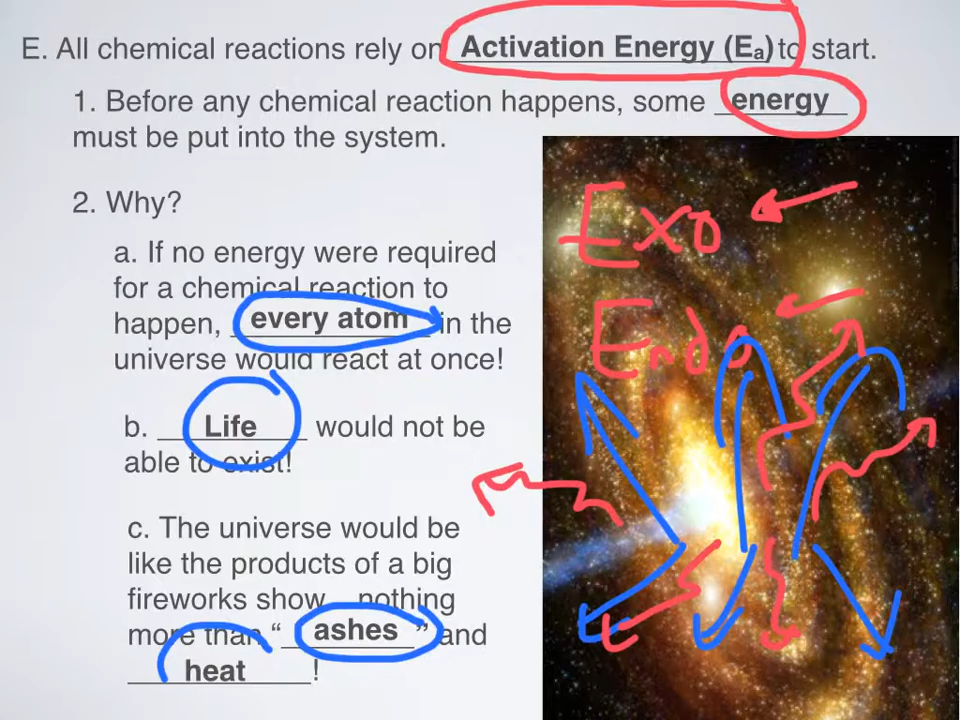 E. All chemical reactions rely on Activation Energy (Eₐ) to start.
1. Before any chemical reaction happens, some energy
must be put into the system.
2. Why?
a. If no energy were required
for a chemical reaction to
happen, every atom in the
universe would react at once!
b. Life would not be
able to exist!
c. The universe would be
like the products of a big
fireworks show... nothing
more than “ ashes ” and
heat !
Exo
Endo